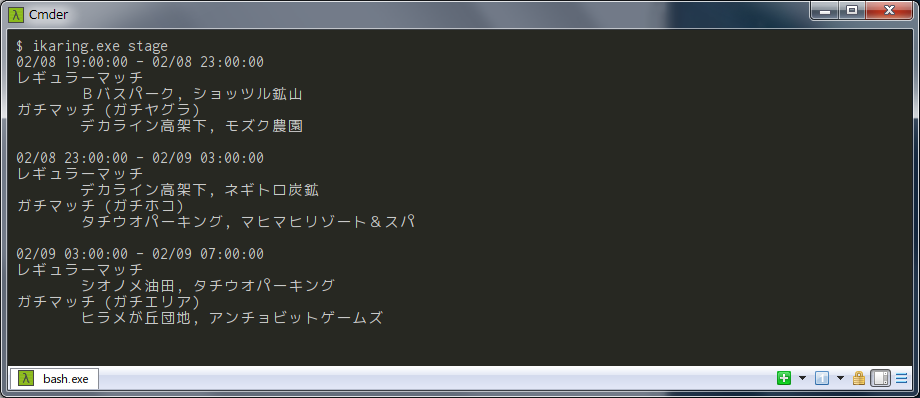 Cmder
$ ikaring.exe stage
02/08 19:00:00 - 02/08 23:00:00
レギュラーマッチ
Ｂバスパーク, ショッツル鉱山
ガチマッチ (ガチヤグラ)
デカライン高架下, モズク農園
02/08 23:00:00 - 02/09 03:00:00
レギュラーマッチ
デカライン高架下, ネギトロ炭鉱
ガチマッチ (ガチホコ)
タチウオパーキング, マヒマヒリゾート＆スパ
02/09 03:00:00 - 02/09 07:00:00
レギュラーマッチ
シオノメ油田, タチウオパーキング
ガチマッチ (ガチエリア)
ヒラメが丘団地, アンチョビットゲームズ
bash.exe